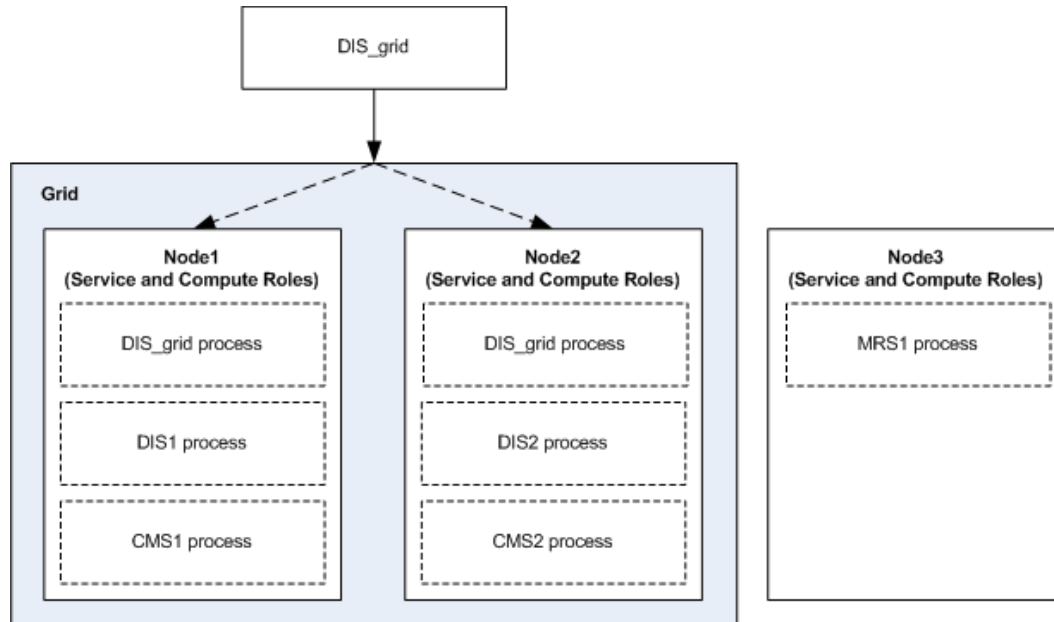 DIS_grid
Grid
Node1
(Service and Compute Roles)
DIS_grid process
DIS1 process
CMS1 process
Node2
(Service and Compute Roles)
DIS_grid process
DIS2 process
CMS2 process
Node3
(Service and Compute Roles)
MRS1 process